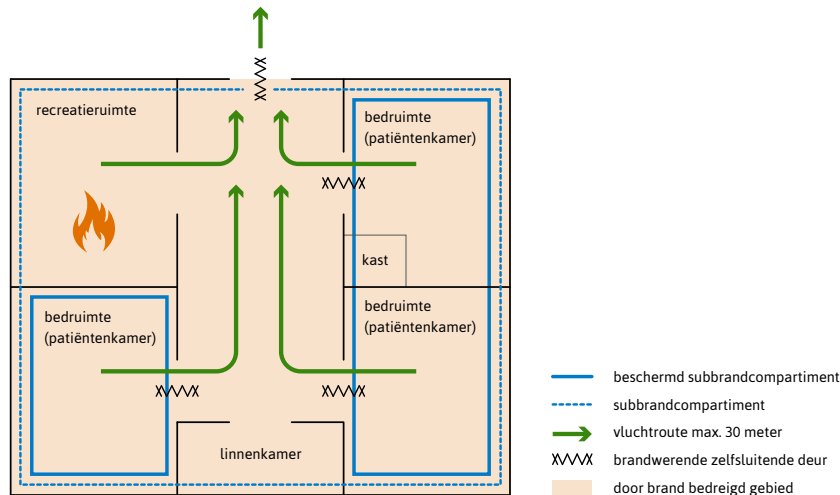 recreatieruimte
bedruimte
(patiëntenkamer)
kast
bedruimte
(patiëntenkamer)
bedruimte
(patiëntenkamer)
linnenkamer
beschermd subbrandcompartiment
subbrandcompartiment
vluchtroute max. 30 meter
brandwerende zelfsluitende deur
door brand bedreigd gebied